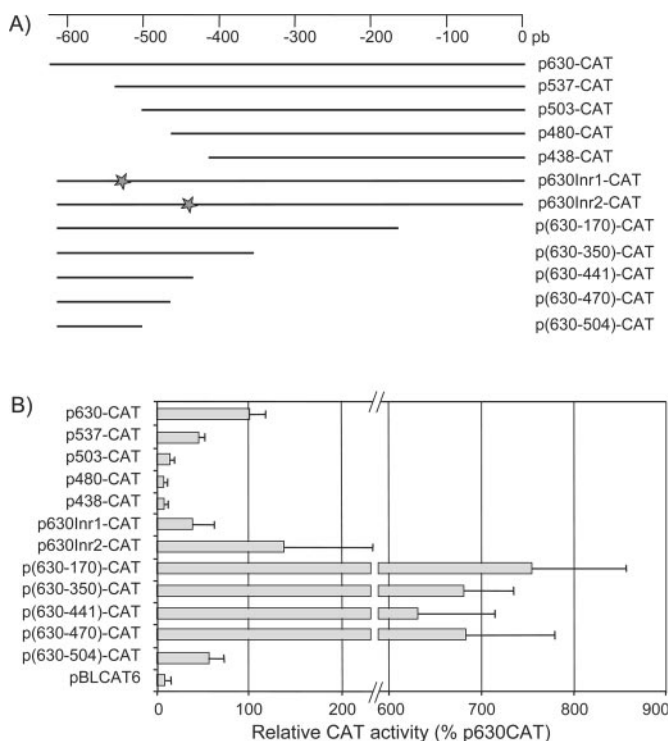 A)
-600 -500 -400 -300 -200 -100 0 pb
p630-CAT
p537-CAT
p503-CAT
p480-CAT
p438-CAT
p630Inr1-CAT
p630Inr2-CAT
p(630-170)-CAT
p(630-350)-CAT
p(630-441)-CAT
p(630-470)-CAT
p(630-504)-CAT
B)
p630-CAT
p537-CAT
p503-CAT
p480-CAT
p438-CAT
p630Inr1-CAT
p630Inr2-CAT
p(630-170)-CAT
p(630-350)-CAT
p(630-441)-CAT
p(630-470)-CAT
p(630-504)-CAT
pBLCAT6
0 100 200 600 700 800 900
Relative CAT activity (% p630CAT)